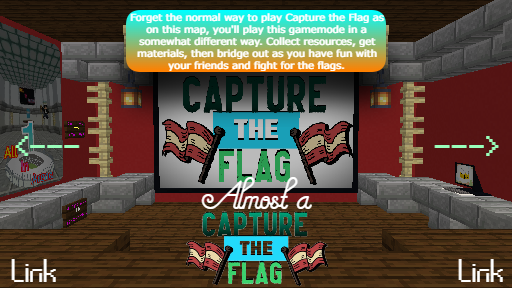 Forget the normal way to play Capture the Flag as
on this map, you'll play this gamemode in a
somewhat different way. Collect resources, get
materials, then bridge out as you have fun with
your friends and fight for the flags.
CAPTURE
THE
FLAG
Almost a
CAPTURE
THE
FLAG
Link
Link